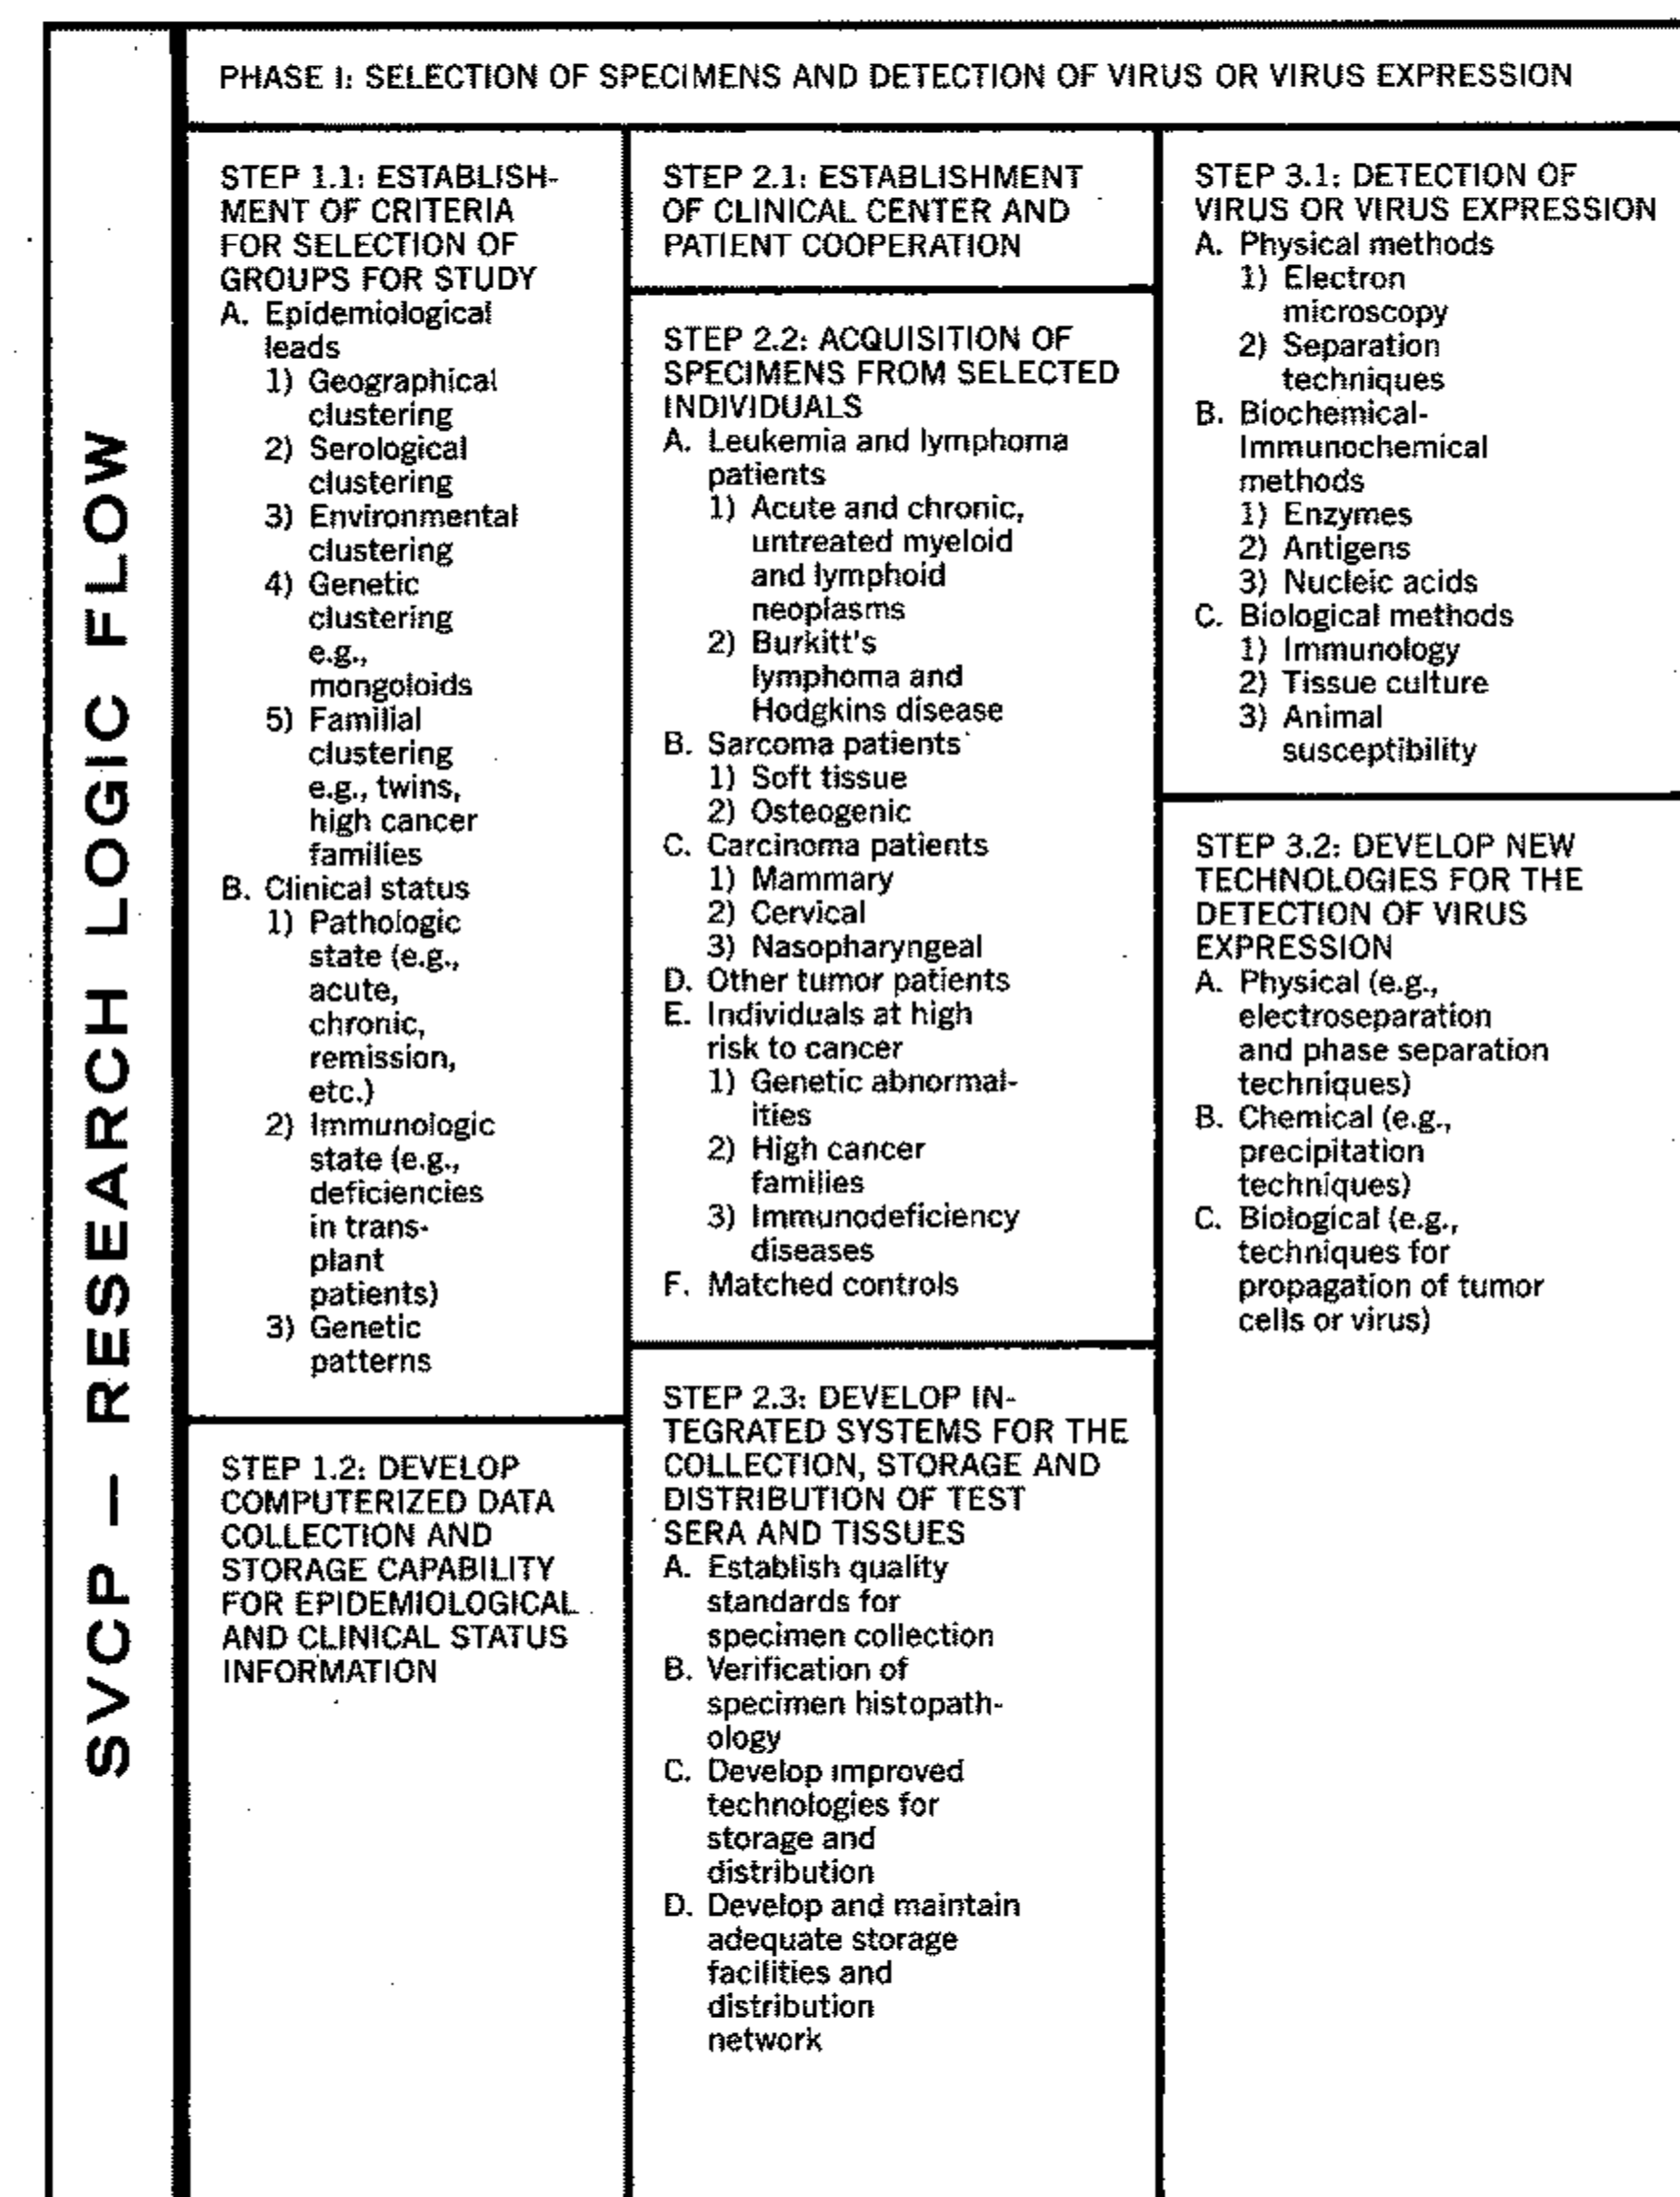 SVCP — RESEARCH LOGIC FLOW
PHASE I: SELECTION OF SPECIMENS AND DETECTION OF VIRUS OR VIRUS EXPRESSION
STEP 1.1: ESTABLISH-
MENT OF CRITERIA
FOR SELECTION OF
GROUPS FOR STUDY
A. Epidemiological
leads
1) Geographical
clustering
2) Serological
clustering
3) Environmental
clustering
4) Genetic
clustering
e.g.,
mongoloids
5) Familial
clustering
e.g., twins,
high cancer
families
B. Clinical status
1) Pathologic
state (e.g.,
acute,
chronic,
remission,
etc.)
2) Immunologic
state (e.g.,
deficiencies
in trans-
plant
patients)
3) Genetic
patterns
STEP 1.2: DEVELOP
COMPUTERIZED DATA
COLLECTION AND
STORAGE CAPABILITY
FOR EPIDEMIOLOGICAL
AND CLINICAL STATUS
INFORMATION
STEP 2.1: ESTABLISHMENT
OF CLINICAL CENTER AND
PATIENT COOPERATION
STEP 2.2: ACQUISITION OF
SPECIMENS FROM SELECTED
INDIVIDUALS
A. Leukemia and lymphoma
patients
1) Acute and chronic,
untreated myeloid
and lymphoid
neoplasms
2) Burkitt's
lymphoma and
Hodgkins disease
B. Sarcoma patients
1) Soft tissue
2) Osteogenic
C. Carcinoma patients
1) Mammary
2) Cervical
3) Nasopharyngeal
D. Other tumor patients
E. Individuals at high
risk to cancer
1) Genetic abnormal-
ities
2) High cancer
families
3) Immunodeficiency
diseases
F. Matched controls
STEP 2.3: DEVELOP IN-
TEGRATED SYSTEMS FOR THE
COLLECTION, STORAGE AND
DISTRIBUTION OF TEST
SERA AND TISSUES
A. Establish quality
standards for
specimen collection
B. Verification of
specimen histopath-
ology
C. Develop improved
technologies for
storage and
distribution
D. Develop and maintain
adequate storage
facilities and
distribution
network
STEP 3.1: DETECTION OF
VIRUS OR VIRUS EXPRESSION
A. Physical methods
1) Electron
microscopy
2) Separation
techniques
B. Biochemical-
Immunochemical
methods
1) Enzymes
2) Antigens
3) Nucleic acids
C. Biological methods
1) Immunology
2) Tissue culture
3) Animal
susceptibility
STEP 3.2: DEVELOP NEW
TECHNOLOGIES FOR THE
DETECTION OF VIRUS
EXPRESSION
A. Physical (e.g.,
electroseparation
and phase separation
techniques)
B. Chemical (e.g.,
precipitation
techniques)
C. Biological (e.g.,
techniques for
propagation of tumor
cells or virus)